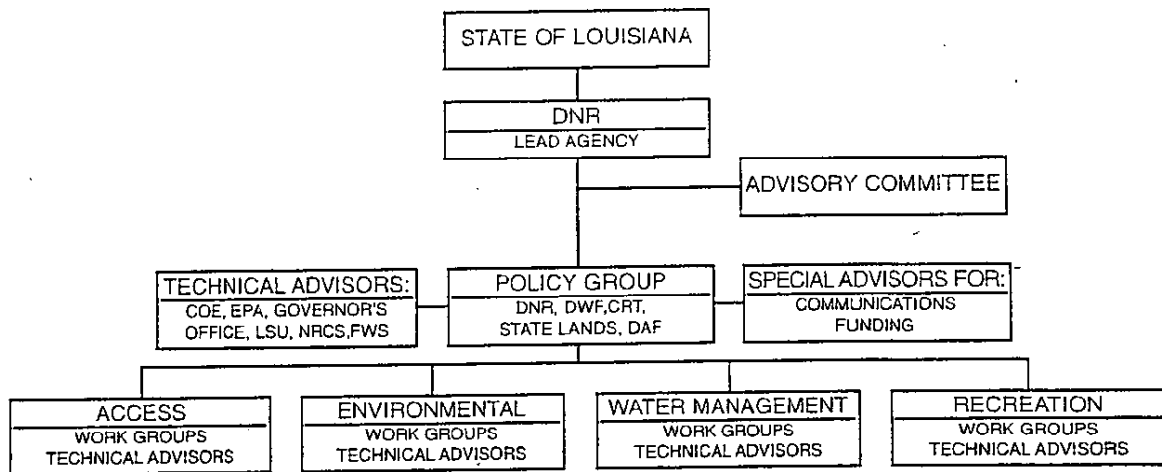 STATE OF LOUISIANA
DNR
LEAD AGENCY
ADVISORY COMMITTEE
TECHNICAL ADVISORS:
COE, EPA, GOVERNOR'S
OFFICE, LSU, NRCS,FWS
POLICY GROUP
DNR, DWF,CRT,
STATE LANDS, DAF
SPECIAL ADVISORS FOR:
COMMUNICATIONS
FUNDING
ACCESS
WORK GROUPS
TECHNICAL ADVISORS
ENVIRONMENTAL
WORK GROUPS
TECHNICAL ADVISORS
WATER MANAGEMENT
WORK GROUPS
TECHNICAL ADVISORS
RECREATION
WORK GROUPS
TECHNICAL ADVISORS